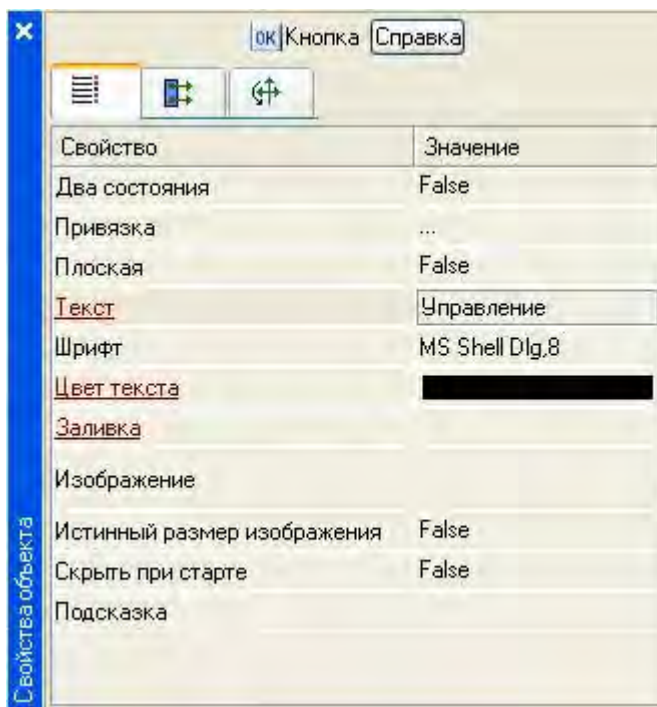 ок Кнопка Справка
Свойство Значение
Два состояния False
Привязка ...
Плоская False
Текст Управление
Шрифт MS Shell Dlg,8
Цвет текста
Заливка
Изображение
Истинный размер изображения False
Скрыть при старте False
Подсказка
Свойства объекта